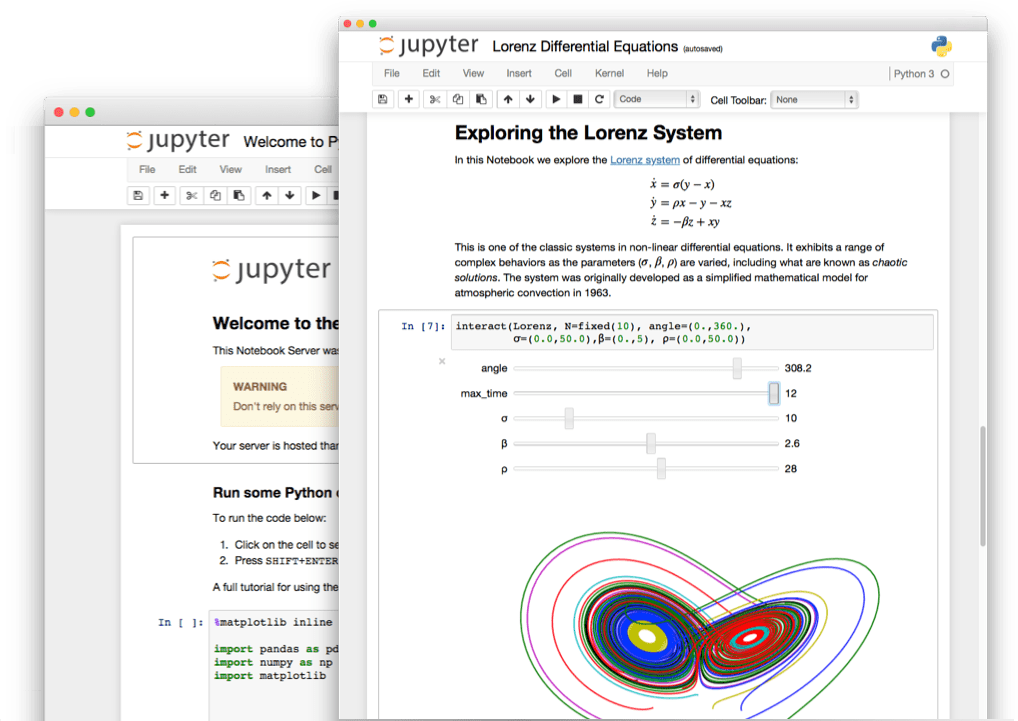 jupyter Lorenz Differential Equations (autosaved)
File Edit View Insert Cell Kernel Help Python 3
Code Cell Toolbar: None
Exploring the Lorenz System
In this Notebook we explore the Lorenz system of differential equations:
ẋ = σ(y − x)
ẏ = ρx − y − xz
ż = −βz + xy
This is one of the classic systems in non-linear differential equations. It exhibits a range of
complex behaviors as the parameters (σ, β, ρ) are varied, including what are known as chaotic
solutions. The system was originally developed as a simplified mathematical model for
atmospheric convection in 1963.
In [7]: interact(Lorenz, N=fixed(10), angle=(0.,360.),
σ=(0.0,50.0),β=(0.,5), ρ=(0.0,50.0))
angle 308.2
max_time 12
σ 10
β 2.6
ρ 28
jupyter Welcome to P
File Edit View Insert Cell
jupyter
Welcome to the
This Notebook Server was
WARNING
Don't rely on this serv
Your server is hosted than
Run some Python
To run the code below:
1. Click on the cell to se
2. Press SHIFT+ENTER
A full tutorial for using the
In [ ]: %matplotlib inline
import pandas as pd
import numpy as np
import matplotlib